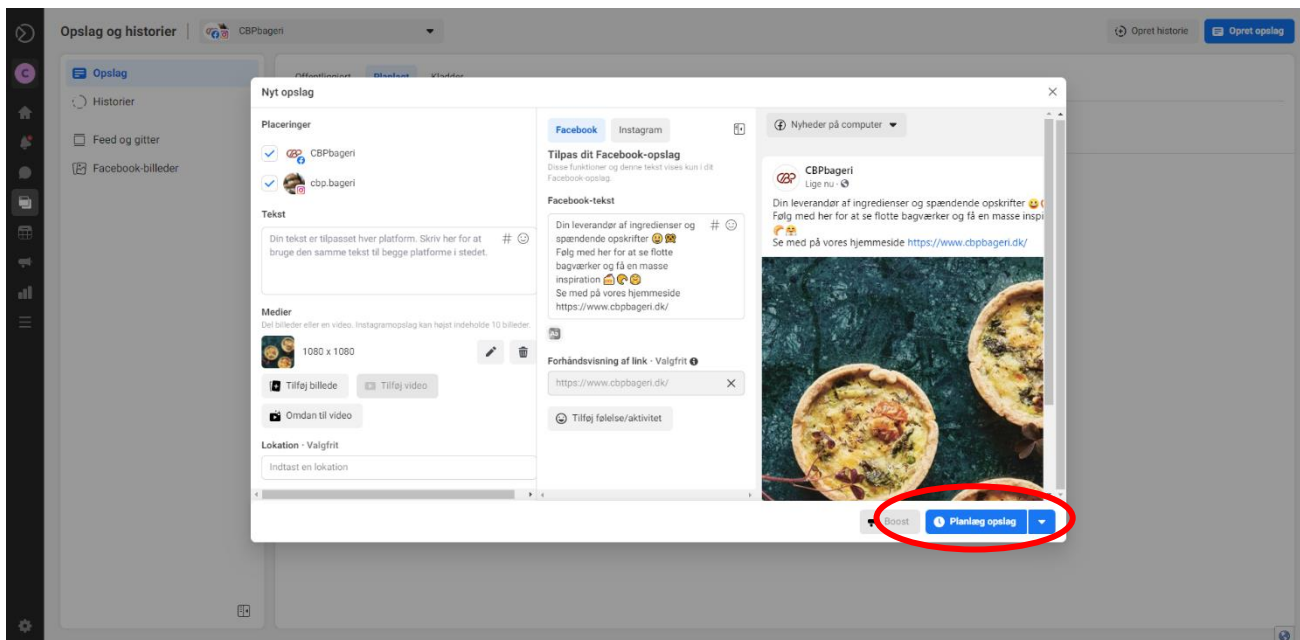 Opslag og historier
CBPbageri
Opret historie
Opret opslag
C
Opslag
Historier
Feed og gitter
Facebook-billeder
Offentliggjort
Planlagt
Kladder
Nyt opslag
Placeringer
CBPbageri
cbp.bageri
Tekst
Din tekst er tilpasset hver platform. Skriv her for at
bruge den samme tekst til begge platforme i stedet.
Medier
Del billeder eller en video. Instagramopslag kan højst indeholde 10 billeder.
1080 x 1080
Tilføj billede
Tilføj video
Omdan til video
Lokation · Valgfrit
Indtast en lokation
Facebook
Instagram
Tilpas dit Facebook-opslag
Disse funktioner og denne tekst vises kun i dit
Facebook-opslag.
Facebook-tekst
Din leverandør af ingredienser og
spændende opskrifter 😀 🙈
Følg med her for at se flotte
bagværker og få en masse
inspiration 🍰🥐😊
Se med på vores hjemmeside
https://www.cbpbageri.dk/
Forhåndsvisning af link · Valgfrit
https://www.cbpbageri.dk/
Tilføj følelse/aktivitet
Nyheder på computer
CBP
CBPbageri
Lige nu ·
Din leverandør af ingredienser og spændende opskrifter 😀
Følg med her for at se flotte bagværker og få en masse inspi
🥐🤗
Se med på vores hjemmeside https://www.cbpbageri.dk/
Boost
Planlæg opslag